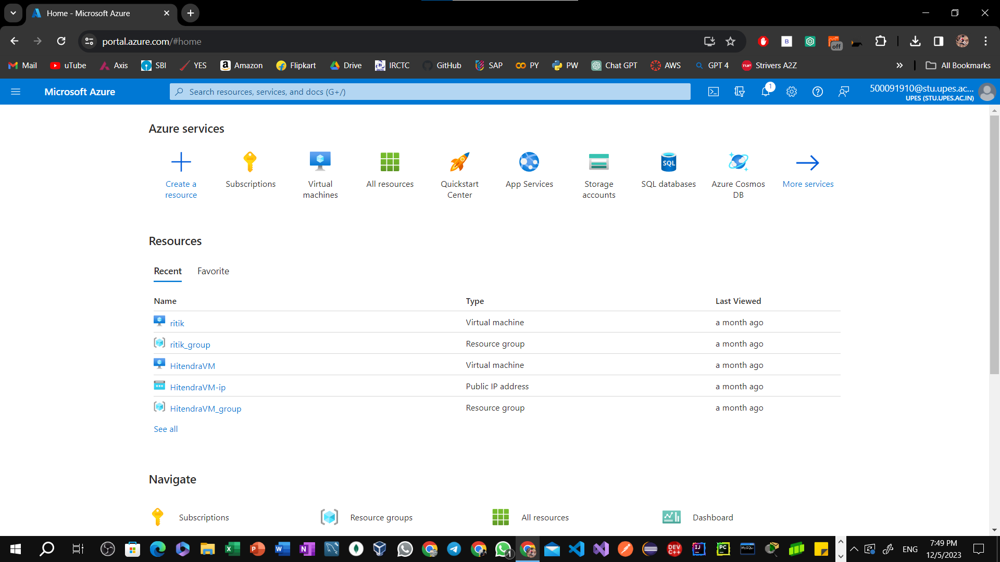 Home - Microsoft Azure
portal.azure.com/#home
off
Mail uTube Axis SBI YES Amazon Flipkart Drive IRCTC GitHub SAP PY PW Chat GPT AWS GPT 4 Strivers A2Z All Bookmarks
Microsoft Azure
Search resources, services, and docs (G+/)
1
500091910@stu.upes.ac...
UPES (STU.UPES.AC.IN)
Azure services
Create a resource
Subscriptions
Virtual machines
All resources
Quickstart Center
App Services
Storage accounts
SQL
SQL databases
Azure Cosmos DB
More services
Resources
Recent Favorite
Name Type Last Viewed
ritik Virtual machine a month ago
ritik_group Resource group a month ago
HitendraVM Virtual machine a month ago
HitendraVM-ip Public IP address a month ago
HitendraVM_group Resource group a month ago
See all
Navigate
Subscriptions Resource groups All resources Dashboard
ENG
7:49 PM
12/5/2023